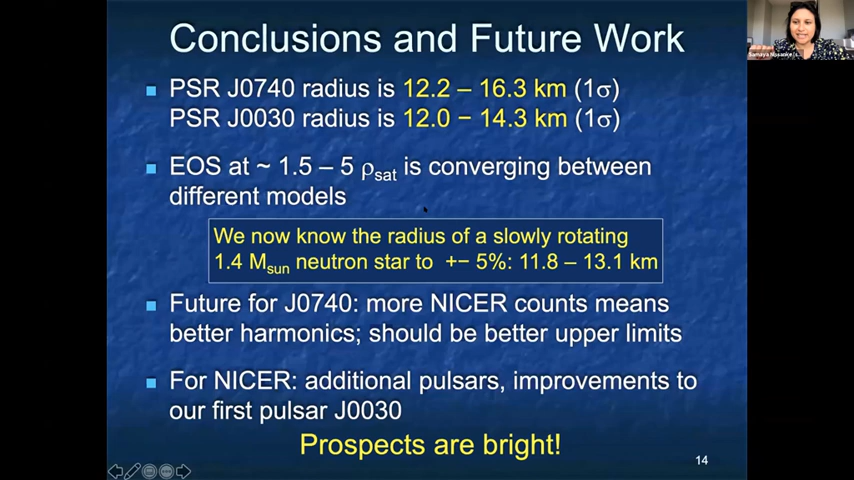 Conclusions and Future Work
PSR J0740 radius is 12.2 – 16.3 km (1σ)
PSR J0030 radius is 12.0 − 14.3 km (1σ)
EOS at ~ 1.5 – 5 ρsat is converging between
different models
We now know the radius of a slowly rotating
1.4 Msun neutron star to +− 5%: 11.8 – 13.1 km
Future for J0740: more NICER counts means
better harmonics; should be better upper limits
For NICER: additional pulsars, improvements to
our first pulsar J0030
Prospects are bright!
14